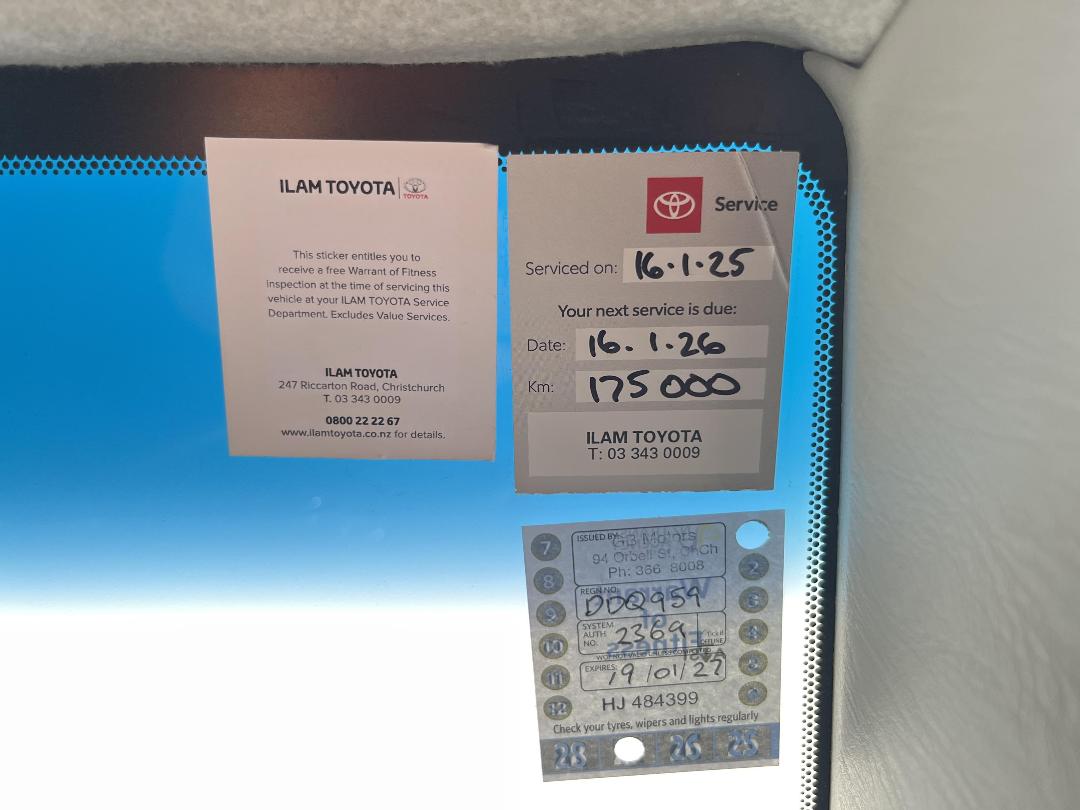 ILAM TOYOTA
TOYOTA
This sticker entitles you to
receive a free Warrant of Fitness
inspection at the time of servicing this
vehicle at your ILAM TOYOTA Service
Department. Excludes Value Services.
ILAM TOYOTA
247 Riccarton Road, Christchurch
T. 03 343 0009
0800 22 22 67
www.ilamtoyota.co.nz for details.
Service
Serviced on: 16.1.25
Your next service is due:
Date: 16.1.26
Km: 175000
ILAM TOYOTA
T: 03 343 0009
ISSUED BY
94 Orbell St, ChCh
Ph: 366 8008
REGN NO.
DDQ959
SYSTEM
AUTH
NO. 2369
Tick if
OFFLINE
EXPIRES: 19/01/27
HJ 484399
Check your tyres, wipers and lights regularly
7
8
9
10
11
12
2
3
4
5
6
28
26
25
Warrant
of
Fitness